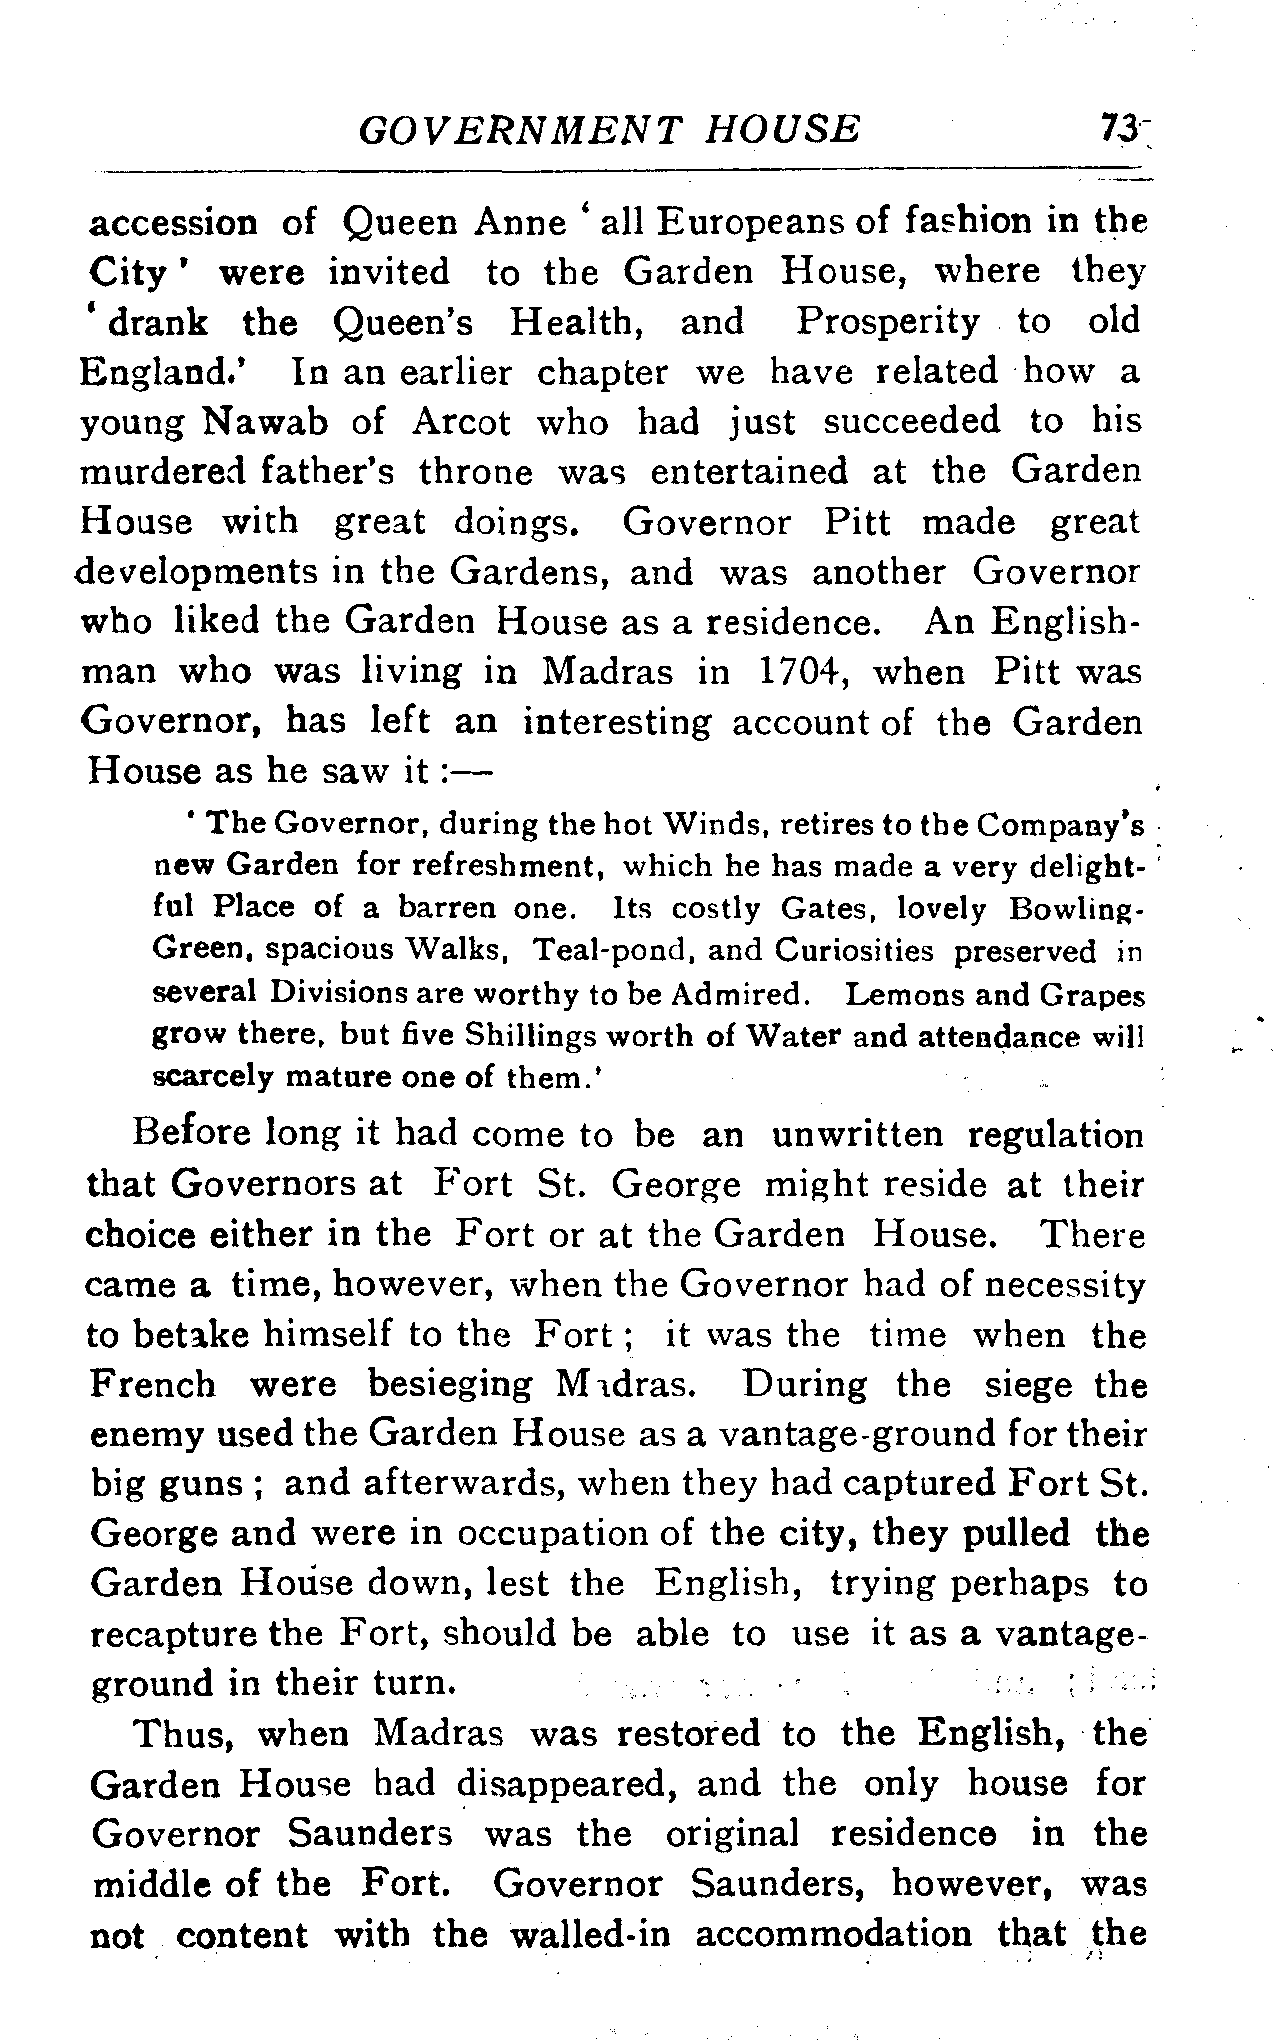 GOVERNMENT HOUSE 73
accession of Queen Anne ‘ all Europeans of fashion in the
City ’ were invited to the Garden House, where they
‘ drank the Queen’s Health, and Prosperity to old
England.’ In an earlier chapter we have related how a
young Nawab of Arcot who had just succeeded to his
murdered father’s throne was entertained at the Garden
House with great doings. Governor Pitt made great
developments in the Gardens, and was another Governor
who liked the Garden House as a residence. An English-
man who was living in Madras in 1704, when Pitt was
Governor, has left an interesting account of the Garden
House as he saw it :—
‘ The Governor, during the hot Winds, retires to the Company’s
new Garden for refreshment, which he has made a very delight-
ful Place of a barren one. Its costly Gates, lovely Bowling-
Green, spacious Walks, Teal-pond, and Curiosities preserved in
several Divisions are worthy to be Admired. Lemons and Grapes
grow there, but five Shillings worth of Water and attendance will
scarcely mature one of them.’
Before long it had come to be an unwritten regulation
that Governors at Fort St. George might reside at their
choice either in the Fort or at the Garden House. There
came a time, however, when the Governor had of necessity
to betake himself to the Fort ; it was the time when the
French were besieging Madras. During the siege the
enemy used the Garden House as a vantage-ground for their
big guns ; and afterwards, when they had captured Fort St.
George and were in occupation of the city, they pulled the
Garden House down, lest the English, trying perhaps to
recapture the Fort, should be able to use it as a vantage-
ground in their turn.
Thus, when Madras was restored to the English, the
Garden House had disappeared, and the only house for
Governor Saunders was the original residence in the
middle of the Fort. Governor Saunders, however, was
not content with the walled-in accommodation that the